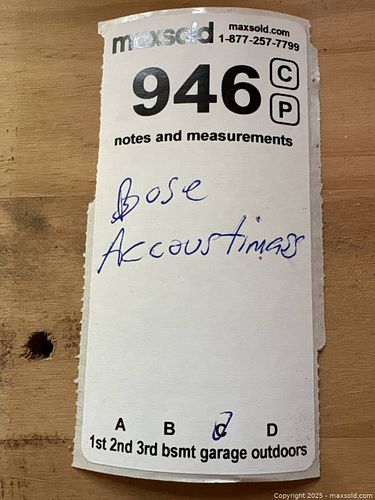 maxsold
maxsold.com
1-877-257-7799
946
C
P
notes and measurements
Bose
Accoustimass
A B C D
1st 2nd 3rd bsmt garage outdoors
Copyright 2025 - maxsold.com